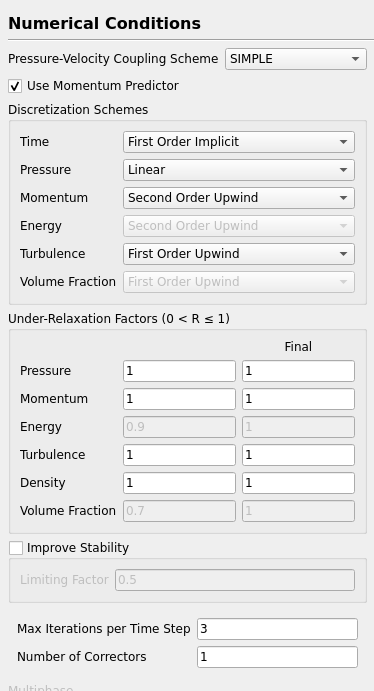 Numerical Conditions
Pressure-Velocity Coupling Scheme SIMPLE
Use Momentum Predictor
Discretization Schemes
Time First Order Implicit
Pressure Linear
Momentum Second Order Upwind
Energy Second Order Upwind
Turbulence First Order Upwind
Volume Fraction First Order Upwind
Under-Relaxation Factors (0 < R ≤ 1)
Final
Pressure 1 1
Momentum 1 1
Energy 0.9 1
Turbulence 1 1
Density 1 1
Volume Fraction 0.7 1
Improve Stability
Limiting Factor 0.5
Max Iterations per Time Step 3
Number of Correctors 1
Multiphase